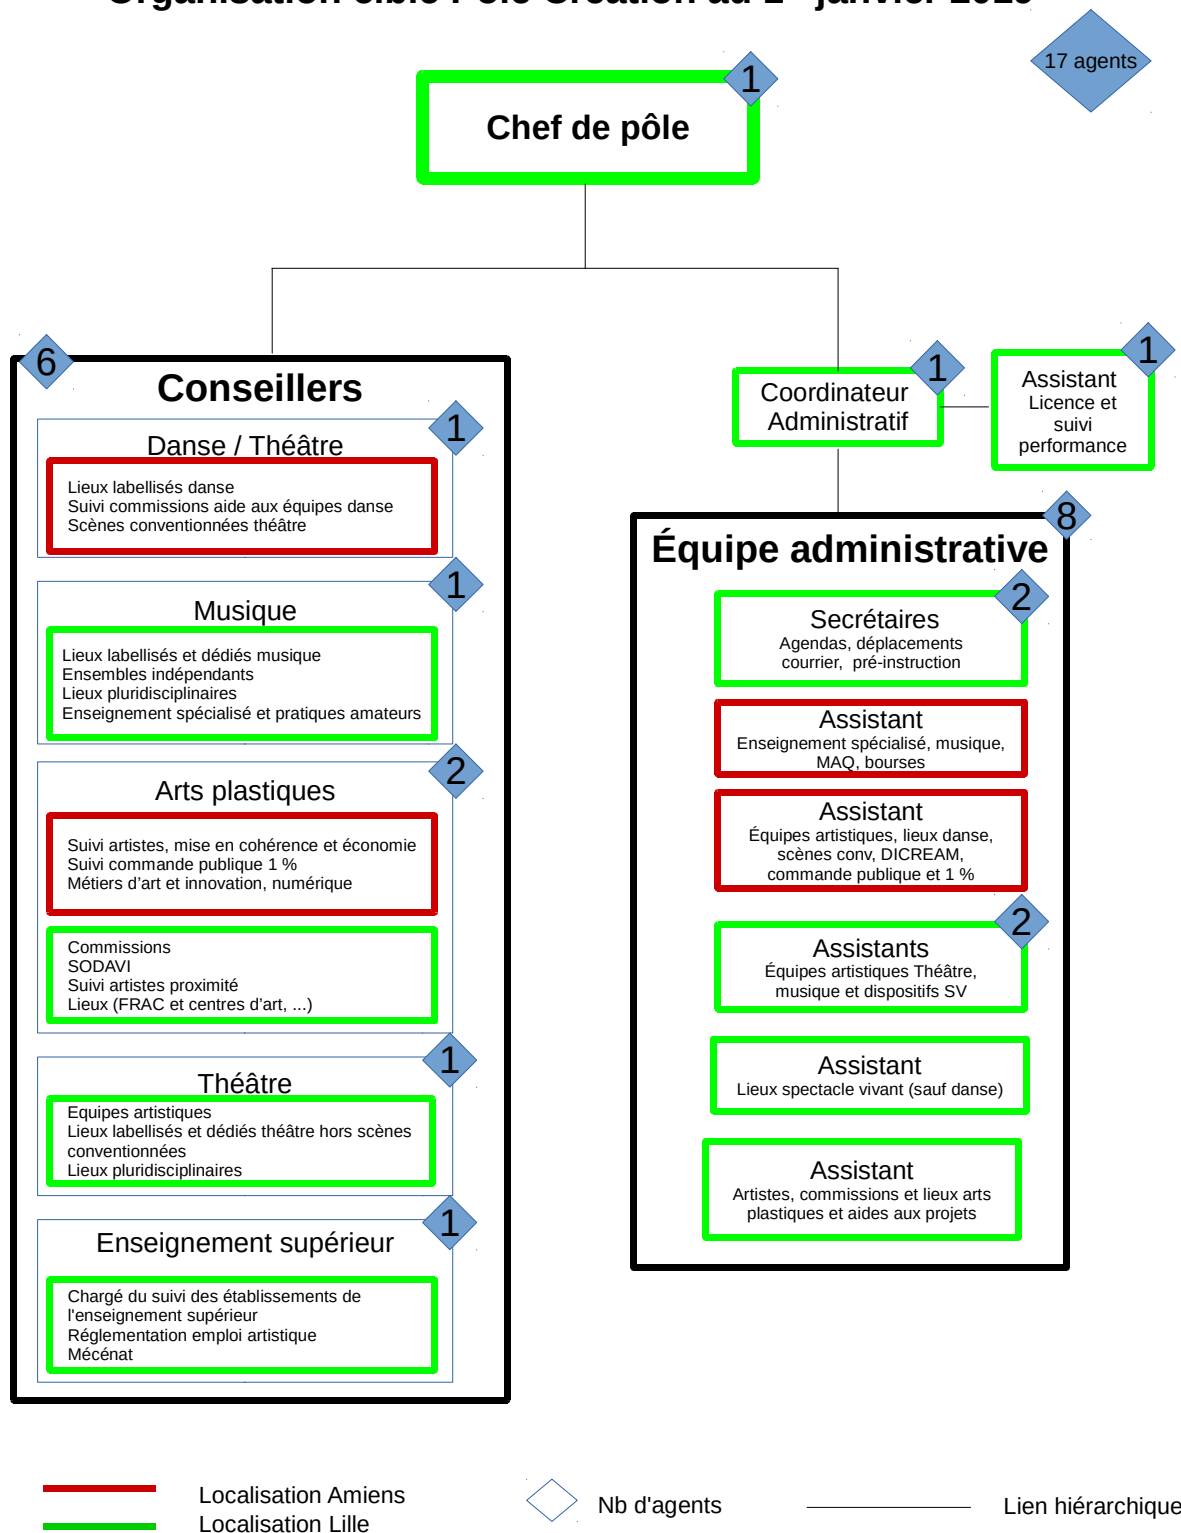 17 agents
1
Chef de pôle
6
Conseillers
1
Danse / Théâtre
Lieux labellisés danse
Suivi commissions aide aux équipes danse
Scènes conventionnées théâtre
1
Musique
Lieux labellisés et dédiés musique
Ensembles indépendants
Lieux pluridisciplinaires
Enseignement spécialisé et pratiques amateurs
2
Arts plastiques
Suivi artistes, mise en cohérence et économie
Suivi commande publique 1 %
Métiers d'art et innovation, numérique
Commissions
SODAVI
Suivi artistes proximité
Lieux (FRAC et centres d'art, ...)
1
Théâtre
Equipes artistiques
Lieux labellisés et dédiés théâtre hors scènes
conventionnées
Lieux pluridisciplinaires
1
Enseignement supérieur
Chargé du suivi des établissements de
l'enseignement supérieur
Réglementation emploi artistique
Mécénat
1
Coordinateur
Administratif
1
Assistant
Licence et
suivi
performance
8
Équipe administrative
2
Secrétaires
Agendas, déplacements
courrier, pré-instruction
Assistant
Enseignement spécialisé, musique,
MAQ, bourses
Assistant
Équipes artistiques, lieux danse,
scènes conv, DICREAM,
commande publique et 1 %
2
Assistants
Équipes artistiques Théâtre,
musique et dispositifs SV
Assistant
Lieux spectacle vivant (sauf danse)
Assistant
Artistes, commissions et lieux arts
plastiques et aides aux projets
Localisation Amiens
Localisation Lille
Nb d'agents
Lien hiérarchique